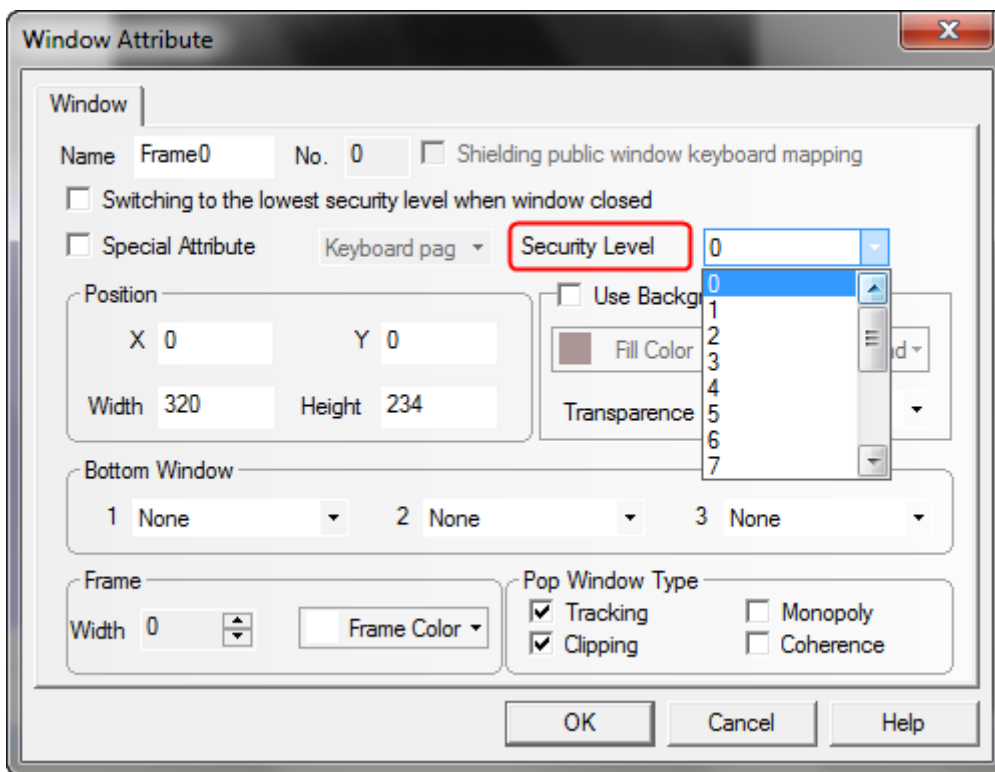 Window Attribute
Window
Name Frame0 No. 0 Shielding public window keyboard mapping
Switching to the lowest security level when window closed
Special Attribute Keyboard pag Security Level 0
0
1
2
3
4
5
6
7
Position
X 0 Y 0
Width 320 Height 234
Use
Fill Color
Transparence
Bottom Window
1 None 2 None 3 None
Frame
Width 0 Frame Color
Pop Window Type
Tracking Monopoly
Clipping Coherence
OK Cancel Help